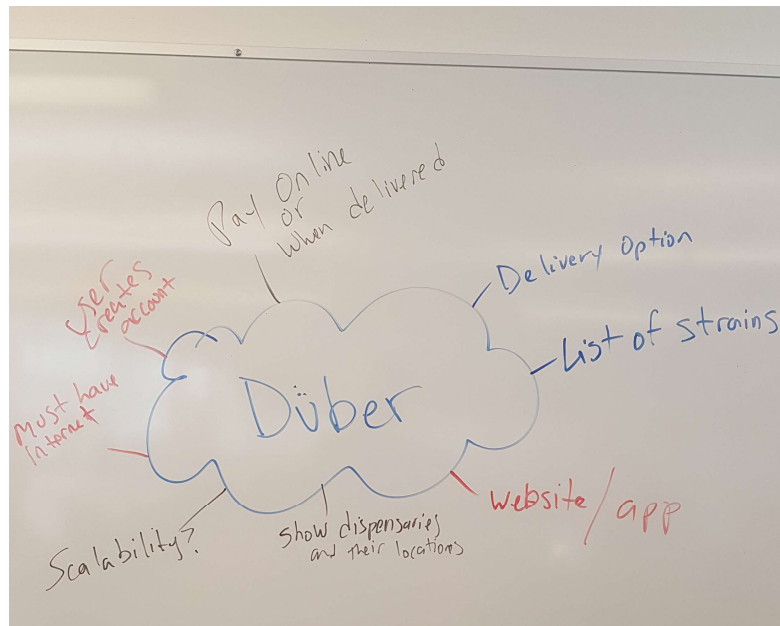 Pay Online
or
When delivered
Delivery Option
List of strains
User
Creates
account
Düber
Must have
internet
website/app
Show dispensaries
and their locations
Scalability?